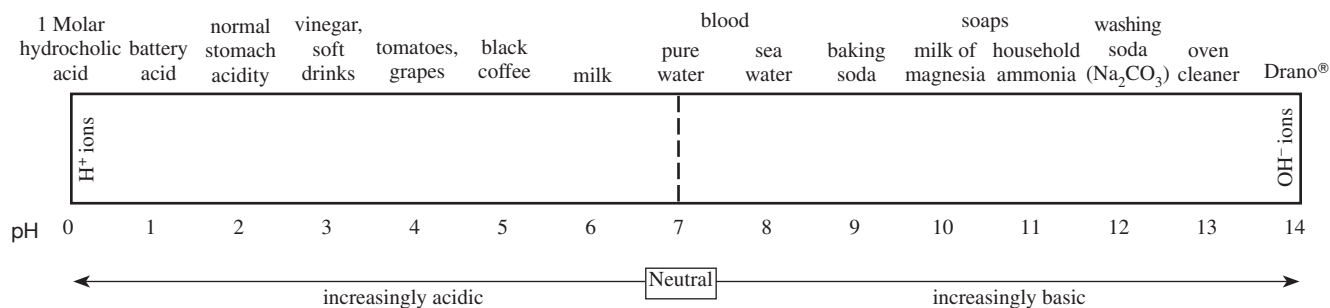 1 Molar
hydrocholic
acid
battery
acid
normal
stomach
acidity
vinegar,
soft
drinks
tomatoes,
grapes
black
coffee
milk
blood
pure
water
sea
water
baking
soda
soaps
milk of
magnesia
household
ammonia
washing
soda
(Na₂CO₃)
oven
cleaner
Drano®
H⁺ ions
OH⁻ ions
pH 0 1 2 3 4 5 6 7 8 9 10 11 12 13 14
Neutral
increasingly acidic
increasingly basic